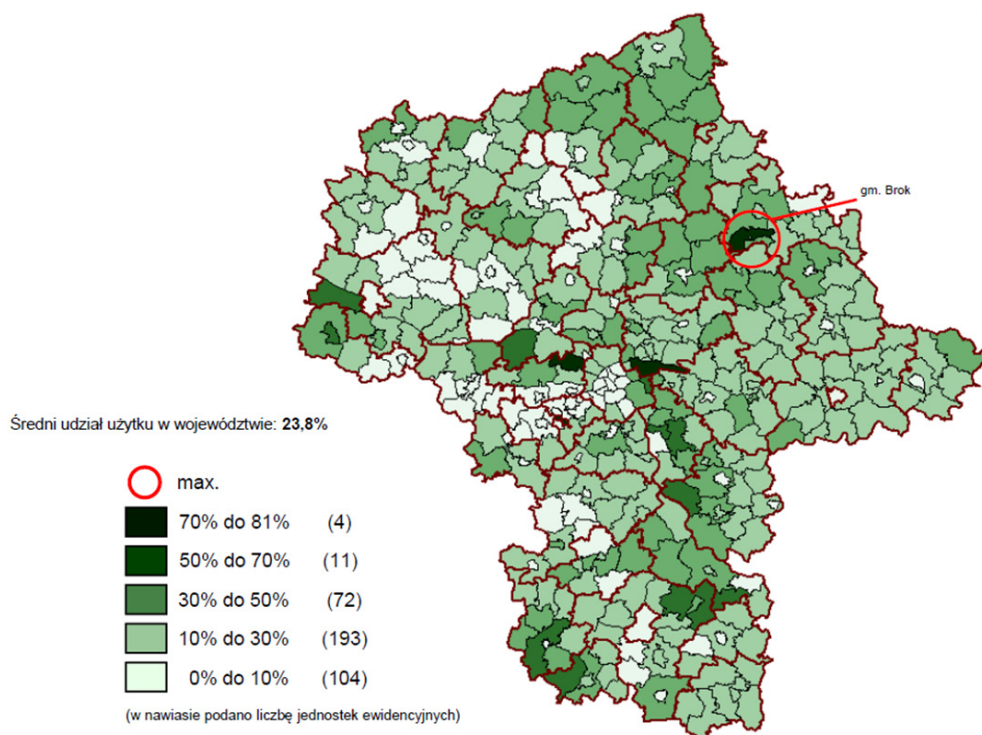 gm. Brok
Średni udział użytku w województwie: 23,8%
max.
70% do 81% (4)
50% do 70% (11)
30% do 50% (72)
10% do 30% (193)
0% do 10% (104)
(w nawiasie podano liczbę jednostek ewidencyjnych)